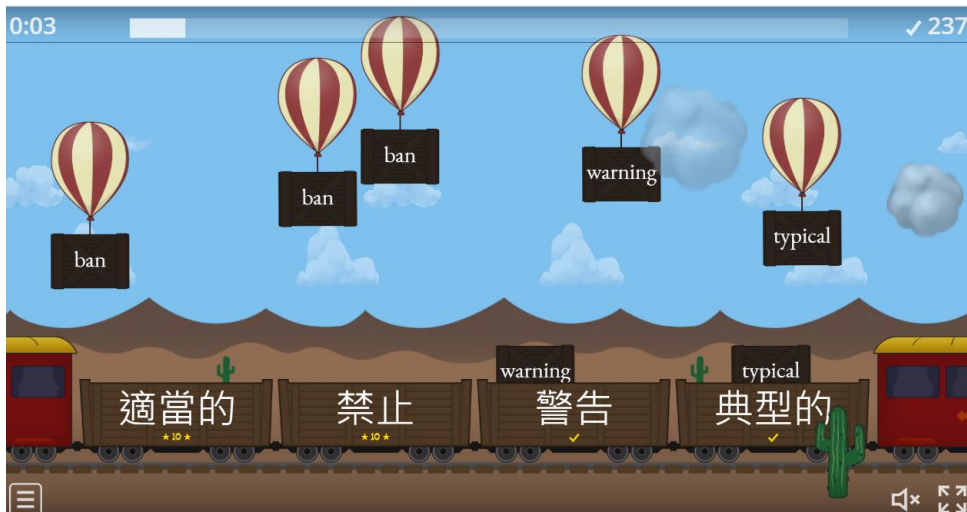 0:03
✓ 237
ban
warning
ban
typical
ban
warning
typical
適當的
禁止
警告
典型的
★10★
★10★
✓
✓